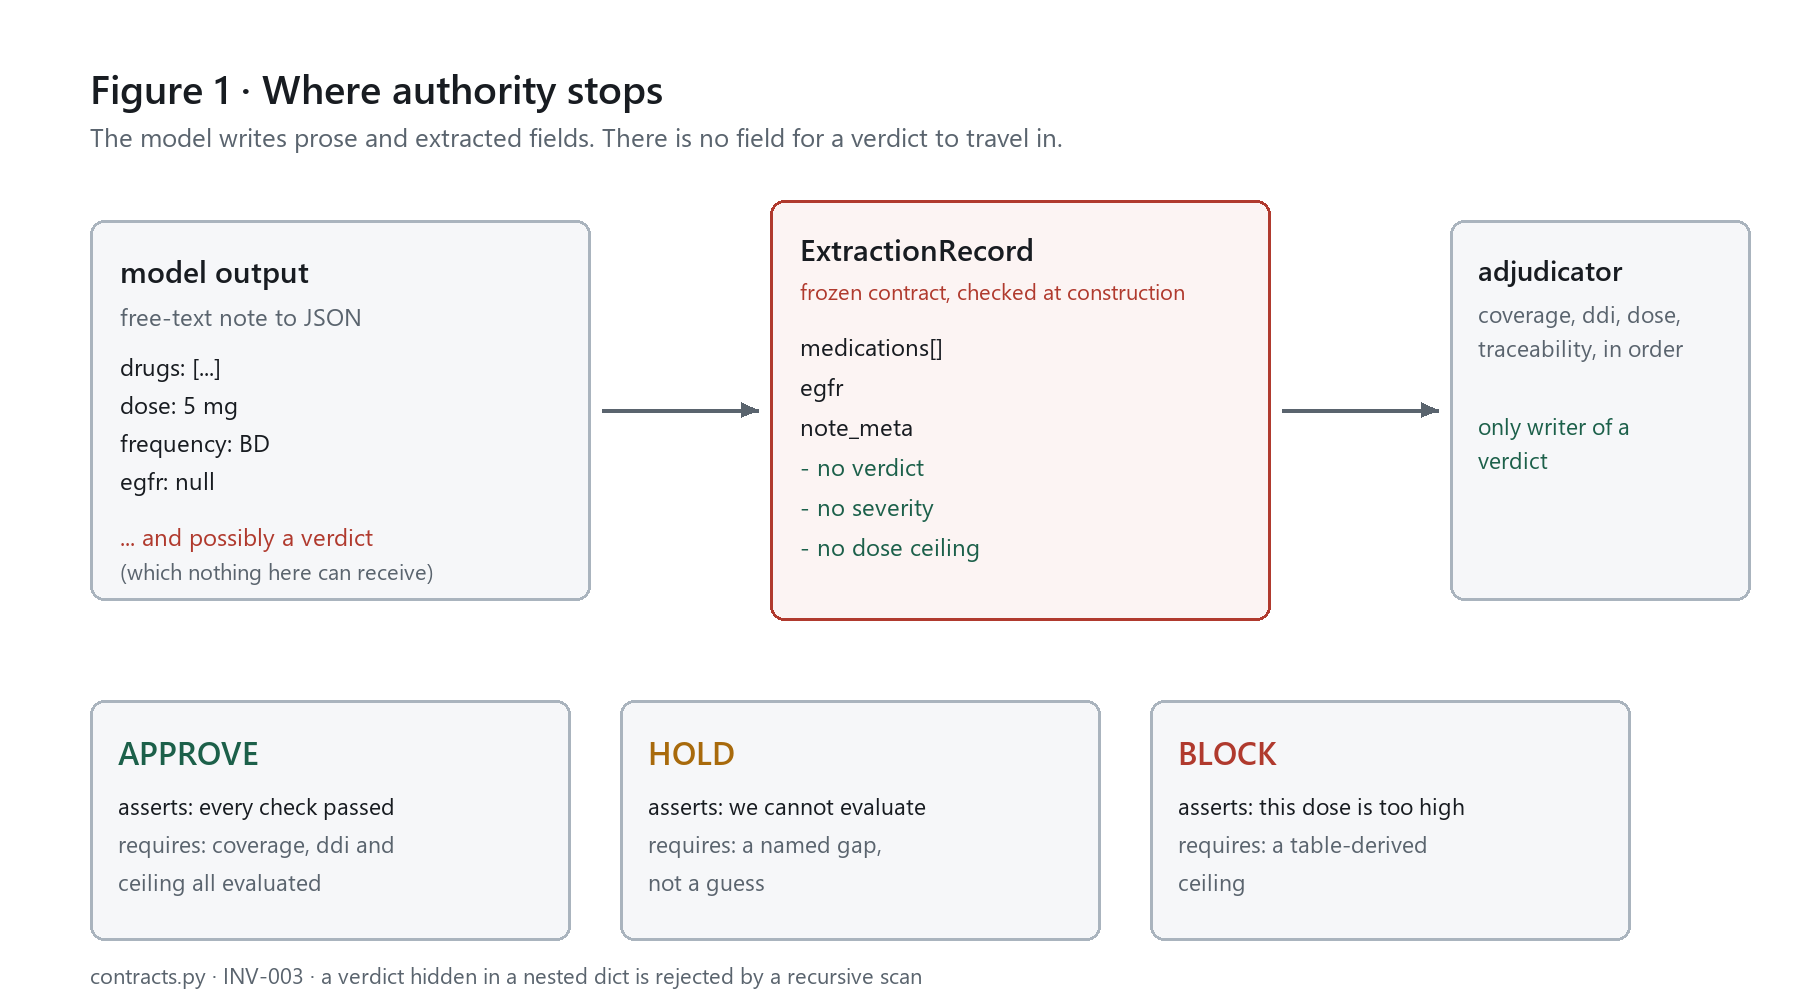 Figure 1 · Where authority stops
The model writes prose and extracted fields. There is no field for a verdict to travel in.
model output
free-text note to JSON
drugs: [...]
dose: 5 mg
frequency: BD
egfr: null
... and possibly a verdict
(which nothing here can receive)
ExtractionRecord
frozen contract, checked at construction
medications[]
egfr
note_meta
- no verdict
- no severity
- no dose ceiling
adjudicator
coverage, ddi, dose,
traceability, in order
only writer of a
verdict
APPROVE
asserts: every check passed
requires: coverage, ddi and
ceiling all evaluated
HOLD
asserts: we cannot evaluate
requires: a named gap,
not a guess
BLOCK
asserts: this dose is too high
requires: a table-derived
ceiling
contracts.py · INV-003 · a verdict hidden in a nested dict is rejected by a recursive scan